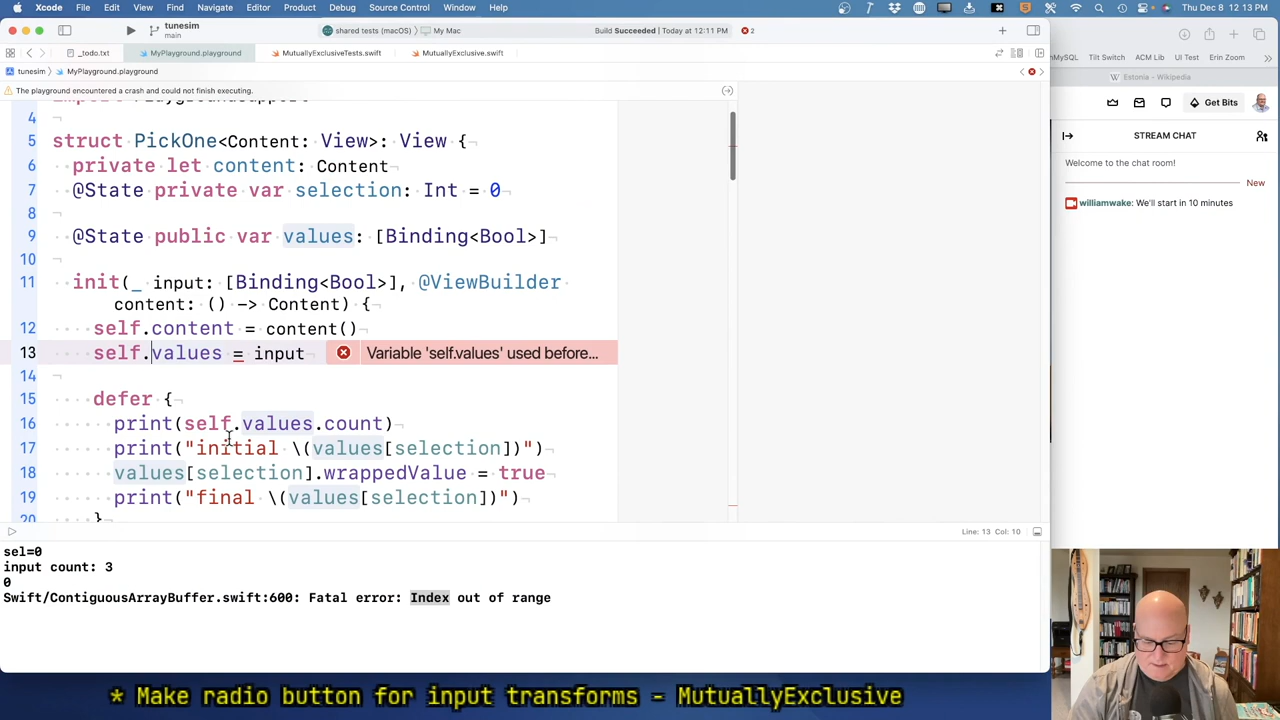 Xcode File Edit View Find Navigate Editor Product Debug Source Control Window Help
12:13 PM
tunesim
main
shared tests (macOS) My Mac
Build Succeeded | Today at 12:11 PM
2
_todo.txt
MyPlayground.playground
MutuallyExclusiveTests.swift
MutuallyExclusive.swift
tunesim
MyPlayground.playground
The playground encountered a crash and could not finish executing.
4
5 struct PickOne<Content: View>: View {
6 private let content: Content
7 @State private var selection: Int = 0
8
9 @State public var values: [Binding<Bool>]
10
11 init(_ input: [Binding<Bool>], @ViewBuilder
content: () -> Content) {
12 self.content = content()
13 self.values = input
Variable 'self.values' used before...
14
15 defer {
16 print(self.values.count)
17 print("initial \(values[selection])")
18 values[selection].wrappedValue = true
19 print("final \(values[selection])")
20 }
Line: 13 Col: 10
sel=0
input count: 3
0
Swift/ContiguousArrayBuffer.swift:600: Fatal error: Index out of range
nMySQL Tilt Switch ACM Lib UI Test Erin Zoom
Estonia - Wikipedia
Get Bits
STREAM CHAT
Welcome to the chat room!
New
williamwake: We'll start in 10 minutes
* Make radio button for input transforms - MutuallyExclusive